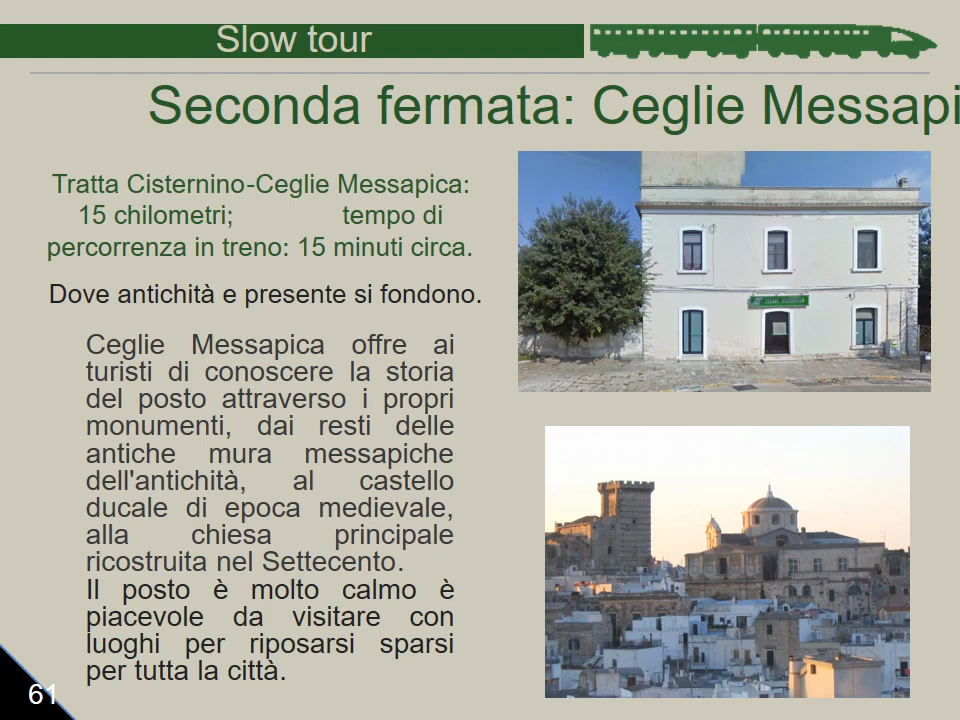 Slow tour
Seconda fermata: Ceglie Messapi
Tratta Cisternino-Ceglie Messapica:
15 chilometri; tempo di
percorrenza in treno: 15 minuti circa.
Dove antichità e presente si fondono.
Ceglie Messapica offre ai
turisti di conoscere la storia
del posto attraverso i propri
monumenti, dai resti delle
antiche mura messapiche
dell'antichità, al castello
ducale di epoca medievale,
alla chiesa principale
ricostruita nel Settecento.
Il posto è molto calmo è
piacevole da visitare con
luoghi per riposarsi sparsi
per tutta la città.
CEGLIE MESSAPICA
61